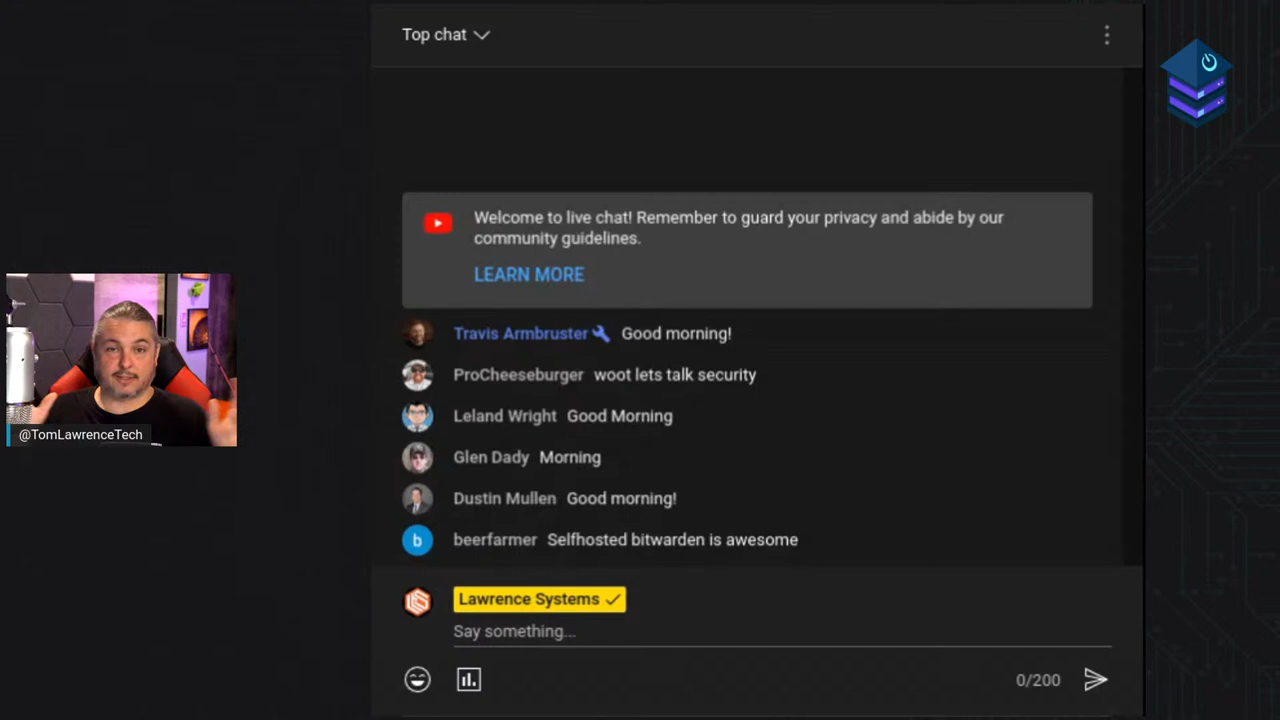 Top chat
Welcome to live chat! Remember to guard your privacy and abide by our
community guidelines.
LEARN MORE
Travis Armbruster Good morning!
ProCheeseburger woot lets talk security
Leland Wright Good Morning
Glen Dady Morning
Dustin Mullen Good morning!
b beerfarmer Selfhosted bitwarden is awesome
@TomLawrenceTech
Lawrence Systems
Say something...
0/200